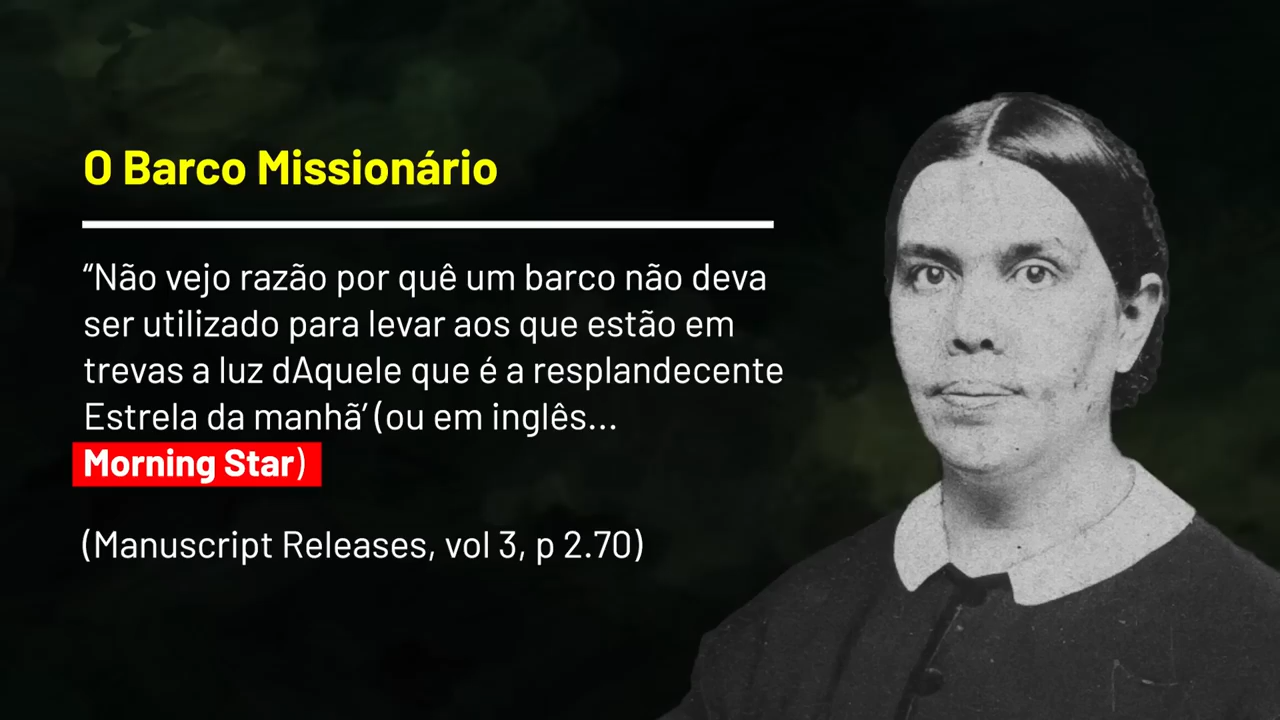 O Barco Missionário
“Não vejo razão por quê um barco não deva
ser utilizado para levar aos que estão em
trevas a luz dAquele que é a resplandecente
Estrela da manhã’ (ou em inglês...
Morning Star)
(Manuscript Releases, vol 3, p 2.70)